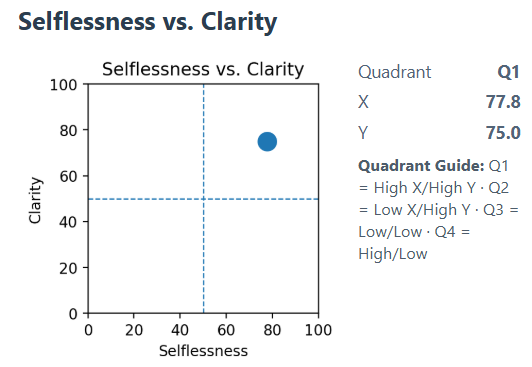 Selflessness vs. Clarity
Selflessness vs. Clarity
100
80
60
40
20
0
Clarity
0 20 40 60 80 100
Selflessness
Quadrant Q1
X 77.8
Y 75.0
Quadrant Guide: Q1
= High X/High Y · Q2
= Low X/High Y · Q3 =
Low/Low · Q4 =
High/Low